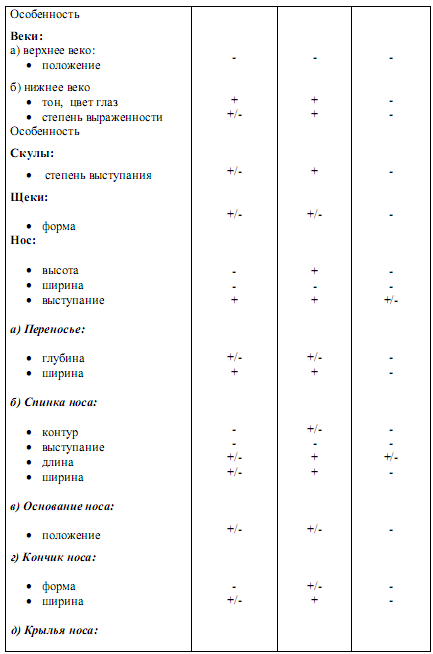 Особенность
Веки:
а) верхнее веко:
• положение - - -
б) нижнее веко
• тон, цвет глаз + + -
• степень выраженности +/- + -
Особенность
Скулы:
• степень выступания +/- + -
Щеки:
• форма +/- +/- -
Нос:
• высота - + -
• ширина - - -
• выступание + + +/-
а) Переносье:
• глубина +/- +/- -
• ширина + + -
б) Спинка носа:
• контур - +/- -
• выступание - - -
• длина +/- + +/-
• ширина +/- + -
в) Основание носа:
• положение +/- +/- -
г) Кончик носа:
• форма - +/- -
• ширина +/- + -
д) Крылья носа: